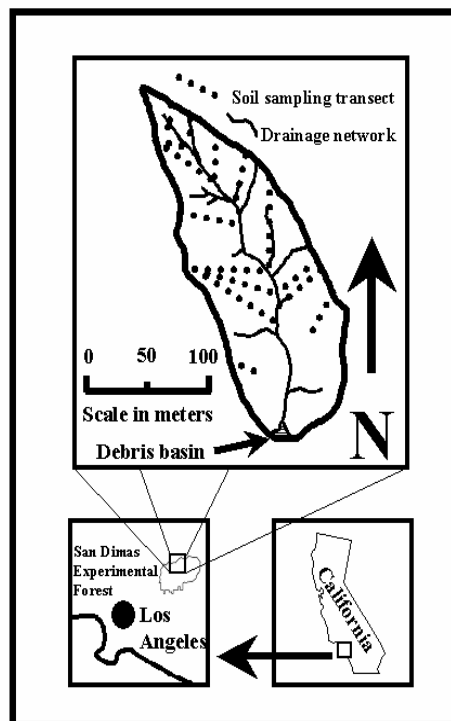 Soil sampling transect
Drainage network
0 50 100
Scale in meters
Debris basin
N
San Dimas
Experimental
Forest
Los
Angeles
California